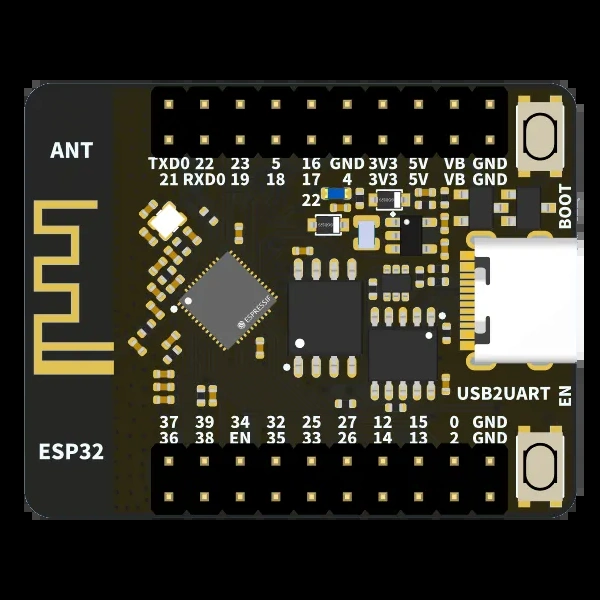 ANT
TXD0 22 23 5 16 GND 3V3 5V VB GND
21 RXD0 19 18 17 4 3V3 5V VB GND
22
BOOT
ESPRESSIF
USB2UART
EN
37 39 34 32 25 27 12 15 0 GND
36 38 EN 35 33 26 14 13 2 GND
ESP32